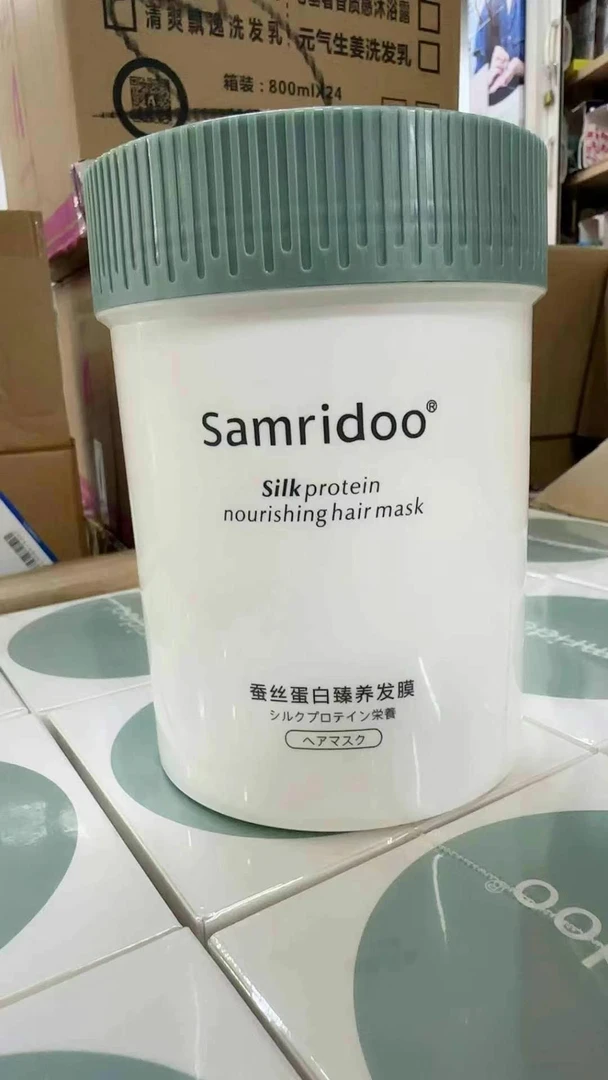 清爽飘逸洗发乳
元气生姜洗发乳
箱装：800mlX24
Samridoo®
Silk protein
nourishing hair mask
蚕丝蛋白臻养发膜
シルクプロテイン栄養
ヘアマスク